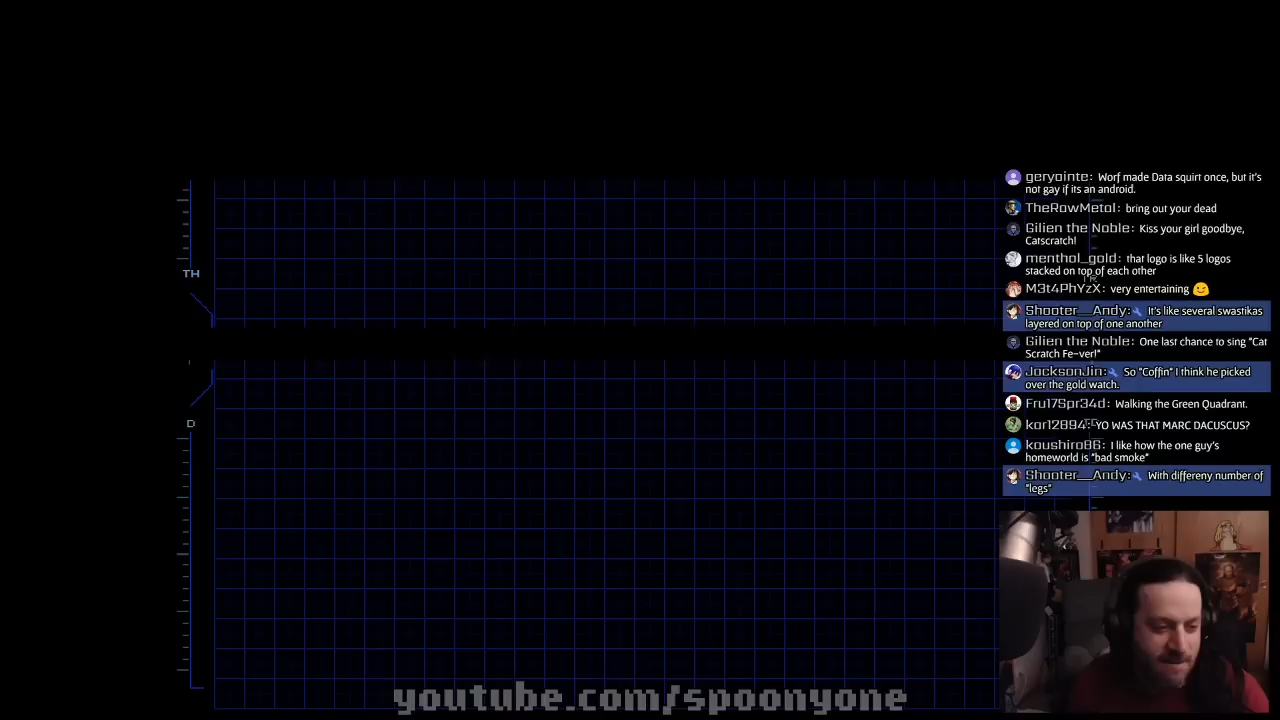 geryainte: Worf made Data squirt once, but it's
not gay if its an android.
TheRawMetal: bring out your dead
Gilien the Noble: Kiss your girl goodbye,
Catscratch!
menthal_gold: that logo is like 5 logos
stacked on top of each other
M3t4PhYzX: very entertaining 😉
Shooter__Andy: It's like several swastikas
layered on top of one another
Gilien the Noble: One last chance to sing "Cat
Scratch Fe-ver!"
JacksonJin: So "Coffin" I think he picked
over the gold watch.
Fru17Spr34d: Walking the Green Quadrant.
kar12894: YO WAS THAT MARC DACUSCUS?
koushiro86: I like how the one guy's
homeworld is "bad smoke"
Shooter__Andy: With differeny number of
"legs"
TH
D
youtube.com/spoonyone